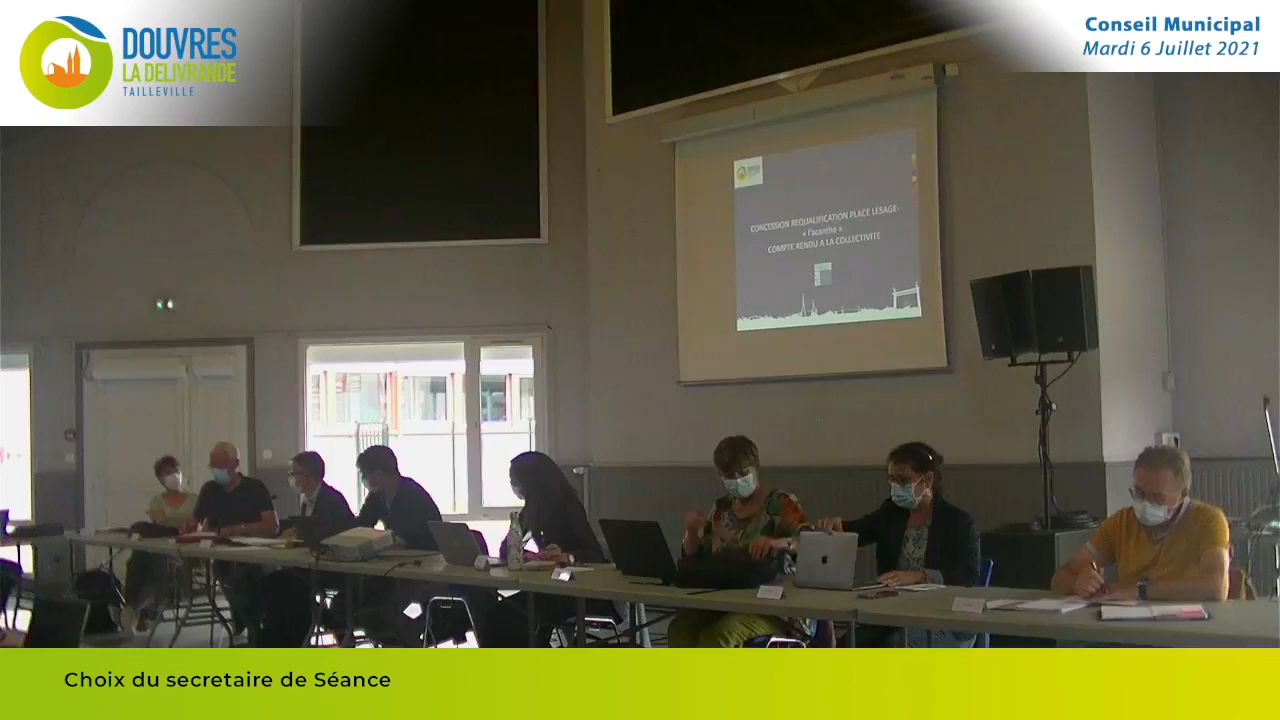 DOUVRES
LA DELIVRANDE
TAILLEVILLE
Conseil Municipal
Mardi 6 Juillet 2021
CONCESSION REQUALIFICATION PLACE LESAGE-
« l'acanthe »
COMPTE RENDU A LA COLLECTIVITE
Choix du secretaire de Séance